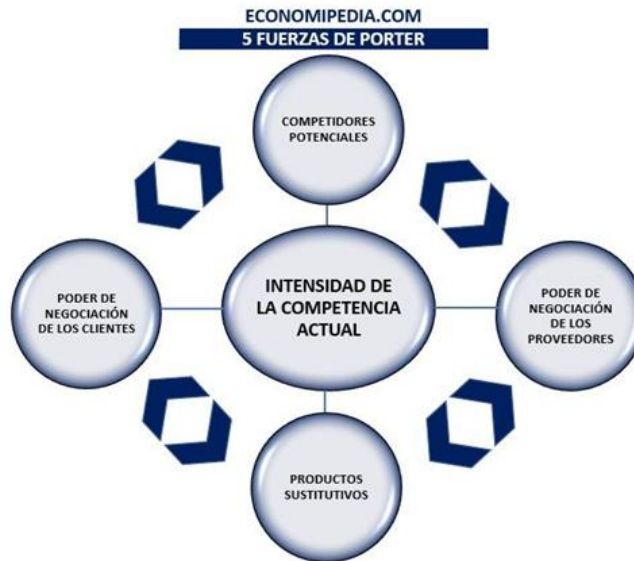 ECONOMIPEDIA.COM
5 FUERZAS DE PORTER
COMPETIDORES
POTENCIALES
PODER DE
NEGOCIACIÓN
DE LOS CLIENTES
INTENSIDAD DE
LA COMPETENCIA
ACTUAL
PODER DE
NEGOCIACIÓN
DE LOS
PROVEEDORES
PRODUCTOS
SUSTITUTIVOS